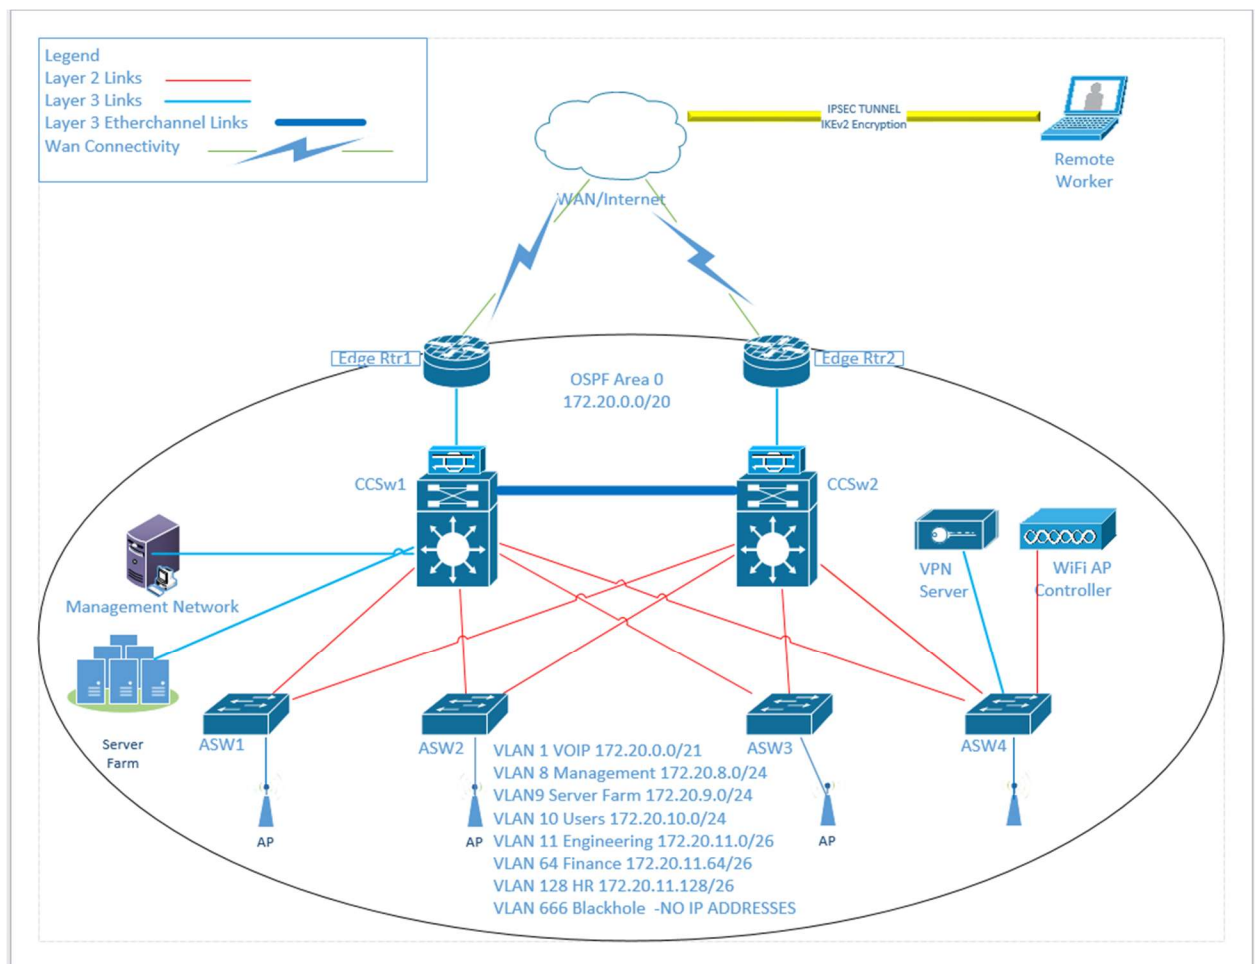 Legend
Layer 2 Links
Layer 3 Links
Layer 3 Etherchannel Links
Wan Connectivity
IPSEC TUNNEL
IKEv2 Encryption
Remote
Worker
WAN/Internet
Edge Rtr1
Edge Rtr2
OSPF Area 0
172.20.0.0/20
CCSw1
CCSw2
Management Network
VPN
Server
WiFi AP
Controller
Server
Farm
ASW1
ASW2
ASW3
ASW4
VLAN 1 VOIP 172.20.0.0/21
VLAN 8 Management 172.20.8.0/24
VLAN9 Server Farm 172.20.9.0/24
VLAN 10 Users 172.20.10.0/24
VLAN 11 Engineering 172.20.11.0/26
VLAN 64 Finance 172.20.11.64/26
VLAN 128 HR 172.20.11.128/26
VLAN 666 Blackhole -NO IP ADDRESSES
AP
AP
AP